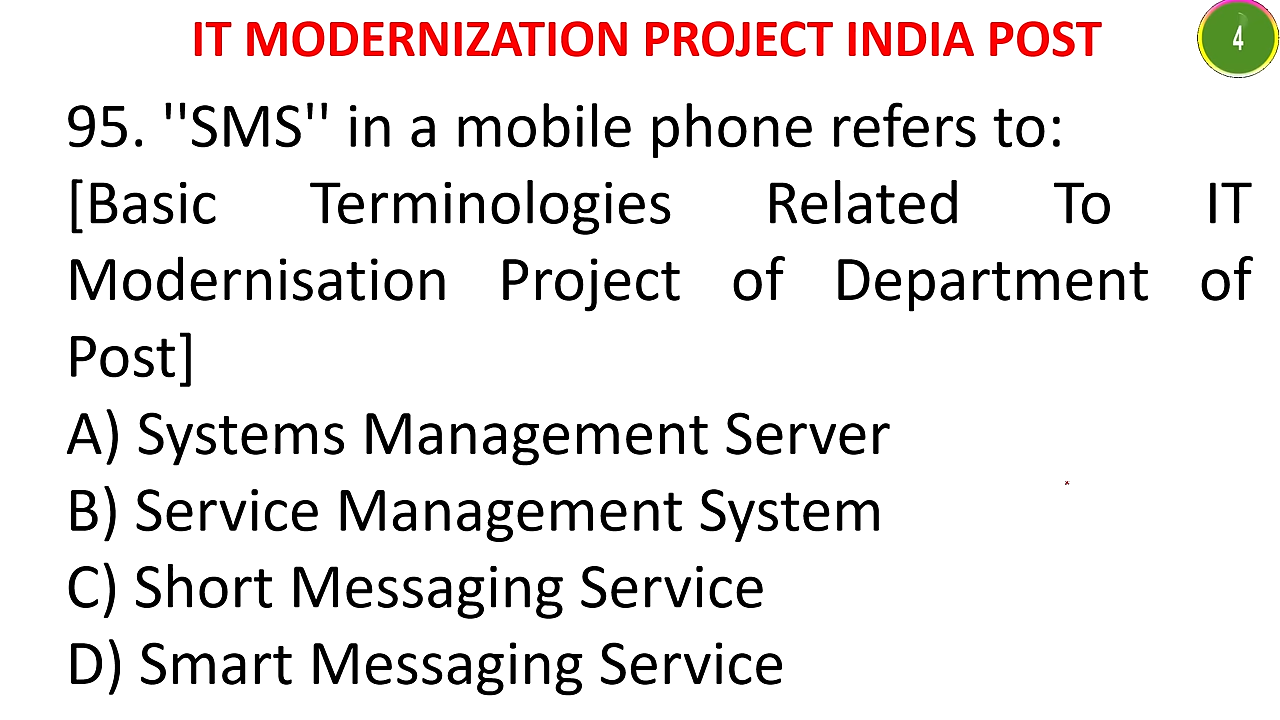 IT MODERNIZATION PROJECT INDIA POST
4
95. ''SMS'' in a mobile phone refers to:
[Basic Terminologies Related To IT
Modernisation Project of Department of
Post]
A) Systems Management Server
B) Service Management System
C) Short Messaging Service
D) Smart Messaging Service